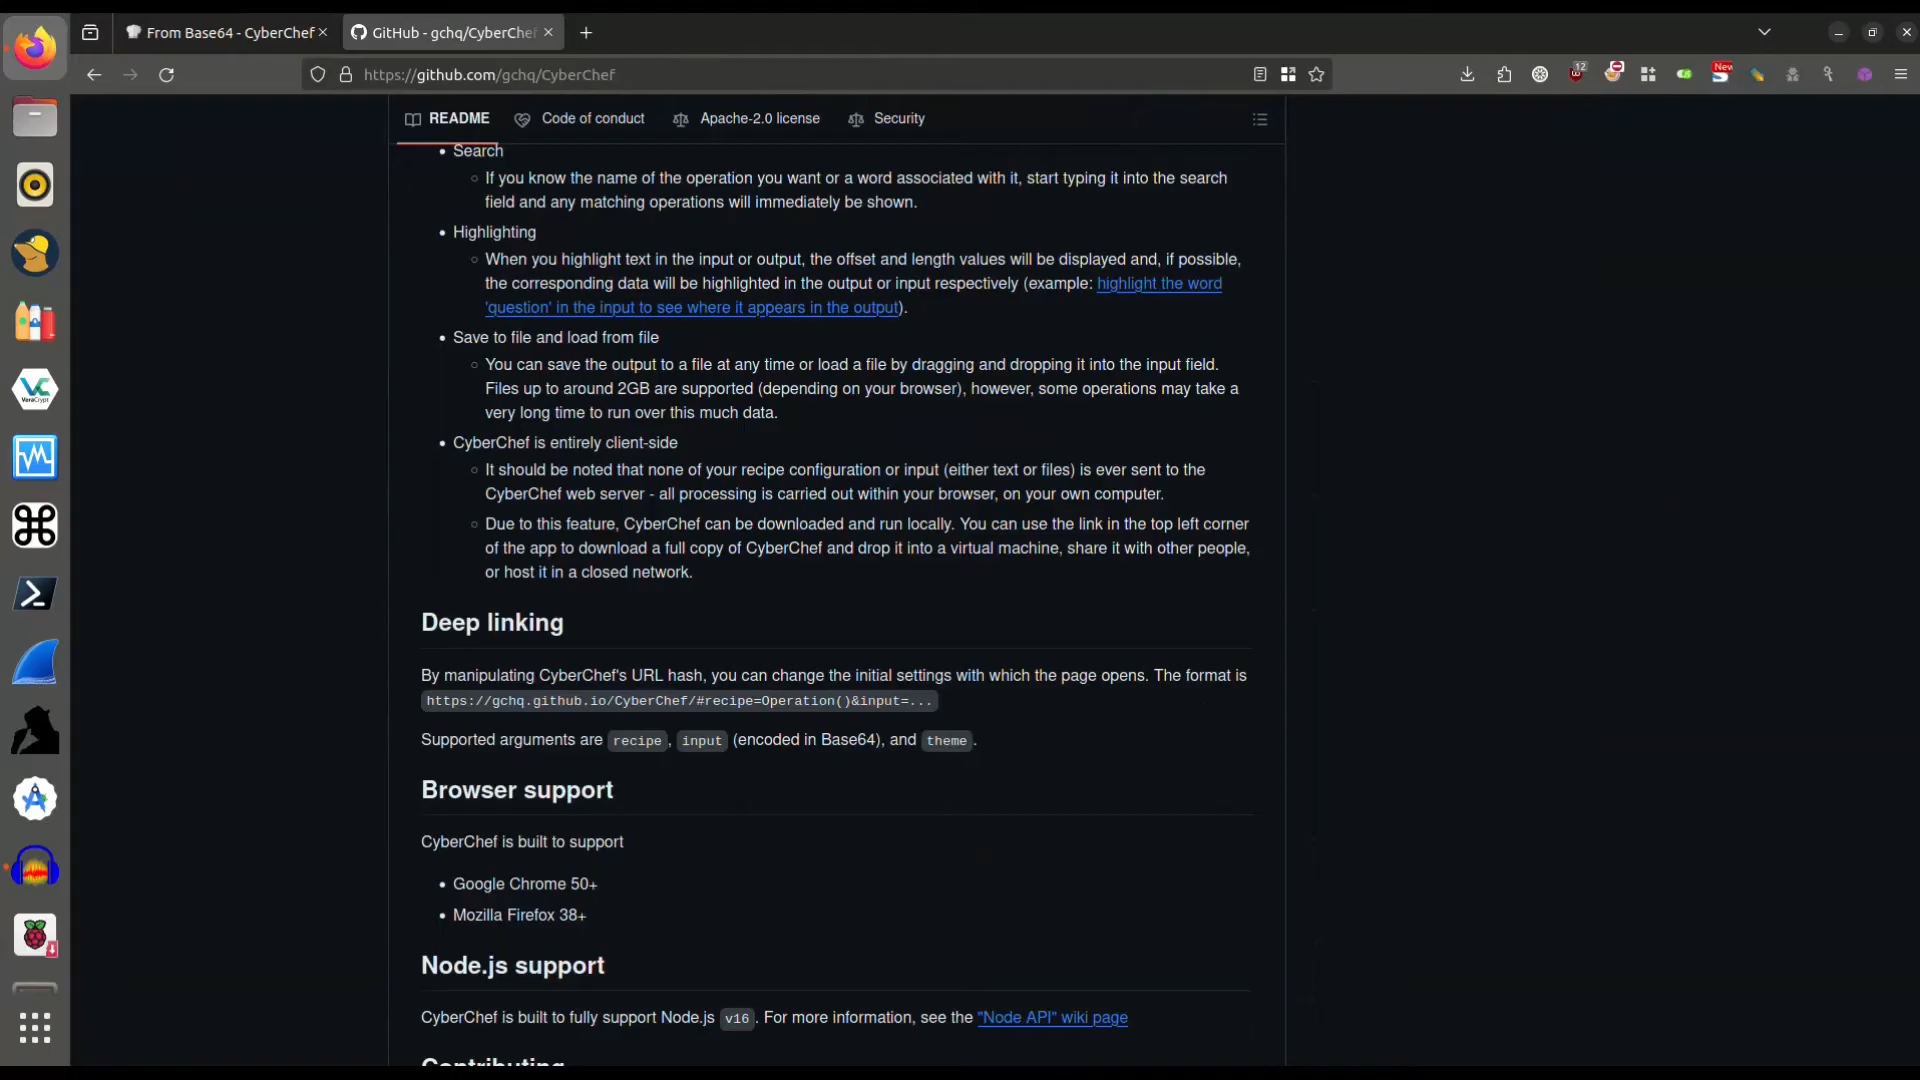 From Base64 - CyberChef
GitHub - gchq/CyberChef
https://github.com/gchq/CyberChef
12
New
README
Code of conduct
Apache-2.0 license
Security
Search
If you know the name of the operation you want or a word associated with it, start typing it into the search
field and any matching operations will immediately be shown.
Highlighting
When you highlight text in the input or output, the offset and length values will be displayed and, if possible,
the corresponding data will be highlighted in the output or input respectively (example: highlight the word
'question' in the input to see where it appears in the output).
Save to file and load from file
You can save the output to a file at any time or load a file by dragging and dropping it into the input field.
Files up to around 2GB are supported (depending on your browser), however, some operations may take a
very long time to run over this much data.
CyberChef is entirely client-side
It should be noted that none of your recipe configuration or input (either text or files) is ever sent to the
CyberChef web server - all processing is carried out within your browser, on your own computer.
Due to this feature, CyberChef can be downloaded and run locally. You can use the link in the top left corner
of the app to download a full copy of CyberChef and drop it into a virtual machine, share it with other people,
or host it in a closed network.
Deep linking
By manipulating CyberChef's URL hash, you can change the initial settings with which the page opens. The format is
https://gchq.github.io/CyberChef/#recipe=Operation()&input=...
Supported arguments are recipe, input (encoded in Base64), and theme.
Browser support
CyberChef is built to support
Google Chrome 50+
Mozilla Firefox 38+
Node.js support
CyberChef is built to fully support Node.js v16. For more information, see the "Node API" wiki page
Contributing
VeraCrypt